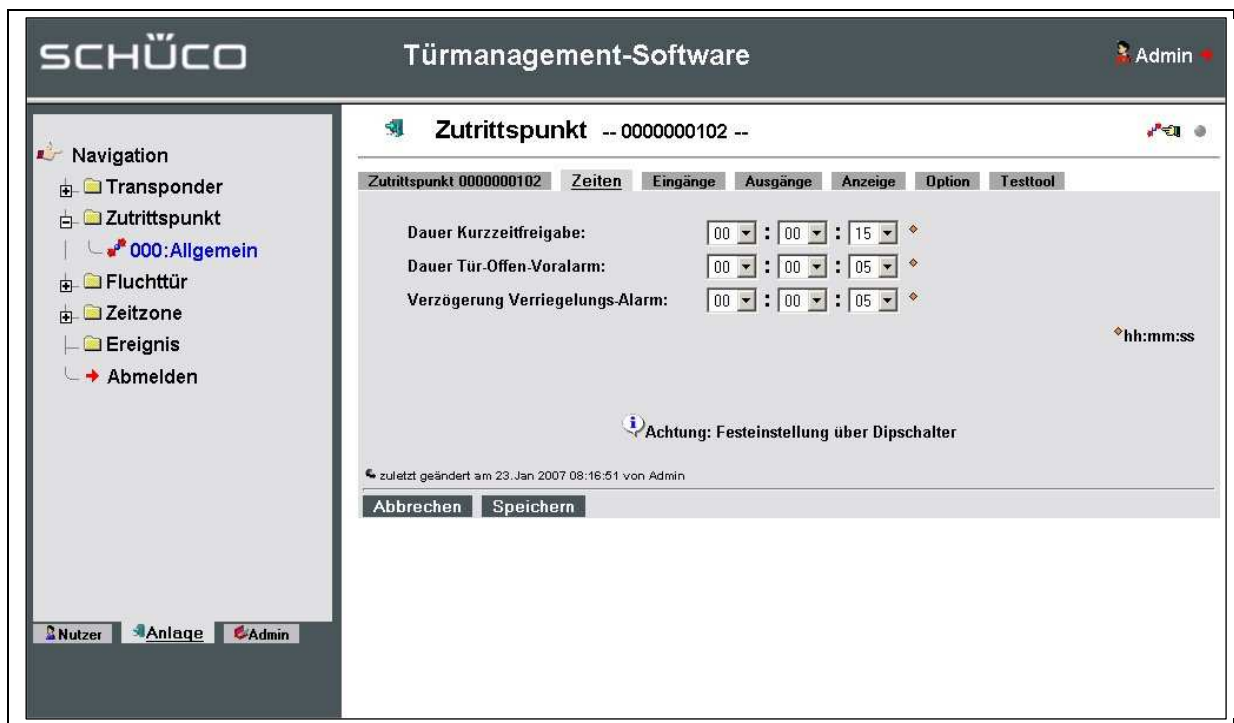 SCHÜCO
Türmanagement-Software
Admin
Navigation
Transponder
Zutrittspunkt
000:Allgemein
Fluchttür
Zeitzone
Ereignis
Abmelden
Nutzer Anlage Admin
Zutrittspunkt -- 0000000102 --
Zutrittspunkt 0000000102 Zeiten Eingänge Ausgänge Anzeige Option Testtool
Dauer Kurzzeitfreigabe: 00 : 00 : 15
Dauer Tür-Offen-Voralarm: 00 : 00 : 05
Verzögerung Verriegelungs-Alarm: 00 : 00 : 05
hh:mm:ss
Achtung: Festeinstellung über Dipschalter
zuletzt geändert am 23.Jan 2007 08:16:51 von Admin
Abbrechen Speichern